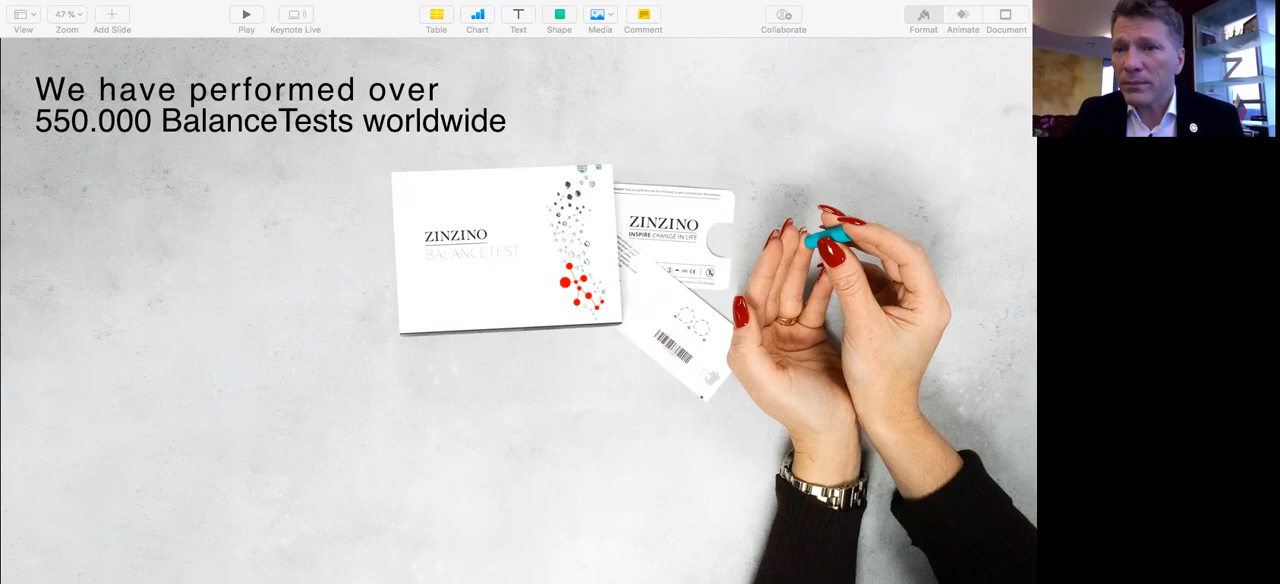 View
Zoom
Add Slide
Play
Keynote Live
Table
Chart
Text
Shape
Media
Comment
Collaborate
Format
Animate
Document
47 %
We have performed over
550.000 BalanceTests worldwide
ZINZINO
BALANCETEST
ZINZINO
INSPIRE CHANGE IN LIFE